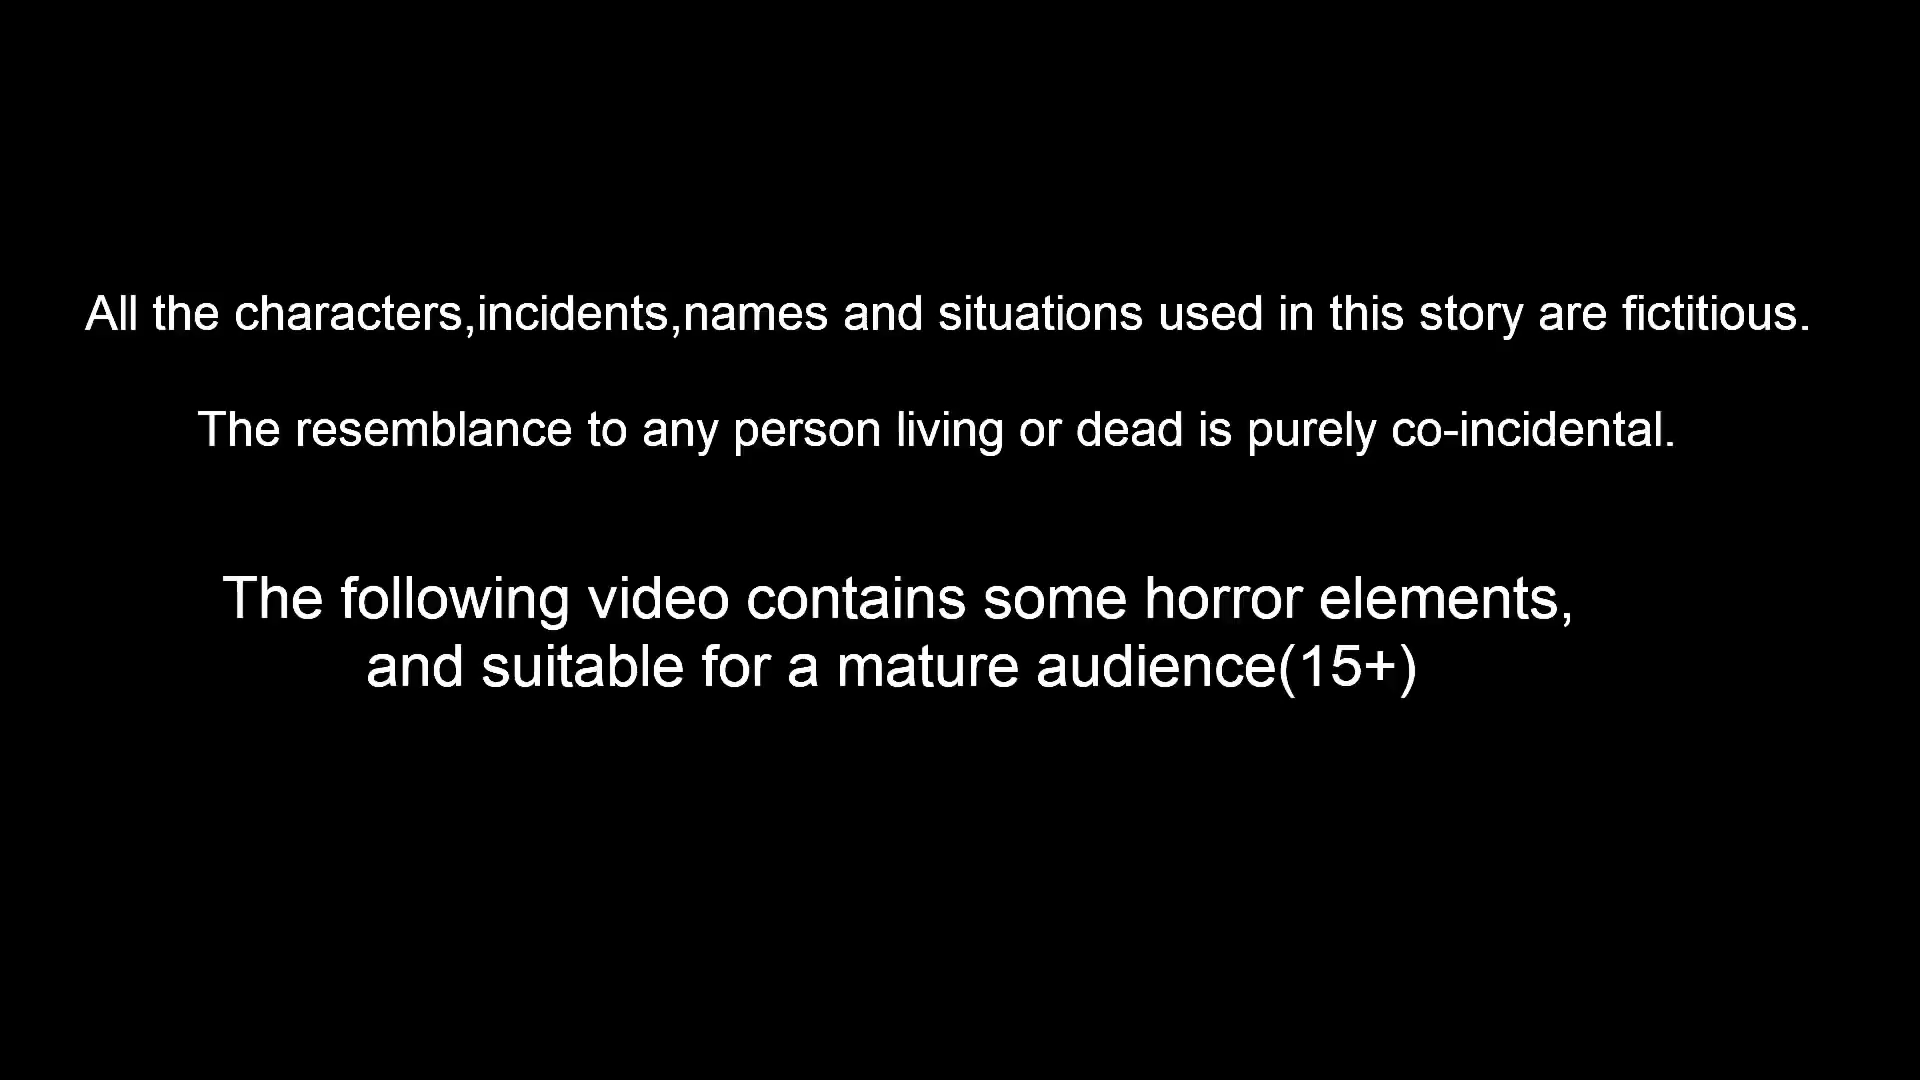 All the characters,incidents,names and situations used in this story are fictitious.
The resemblance to any person living or dead is purely co-incidental.
The following video contains some horror elements,
and suitable for a mature audience(15+)